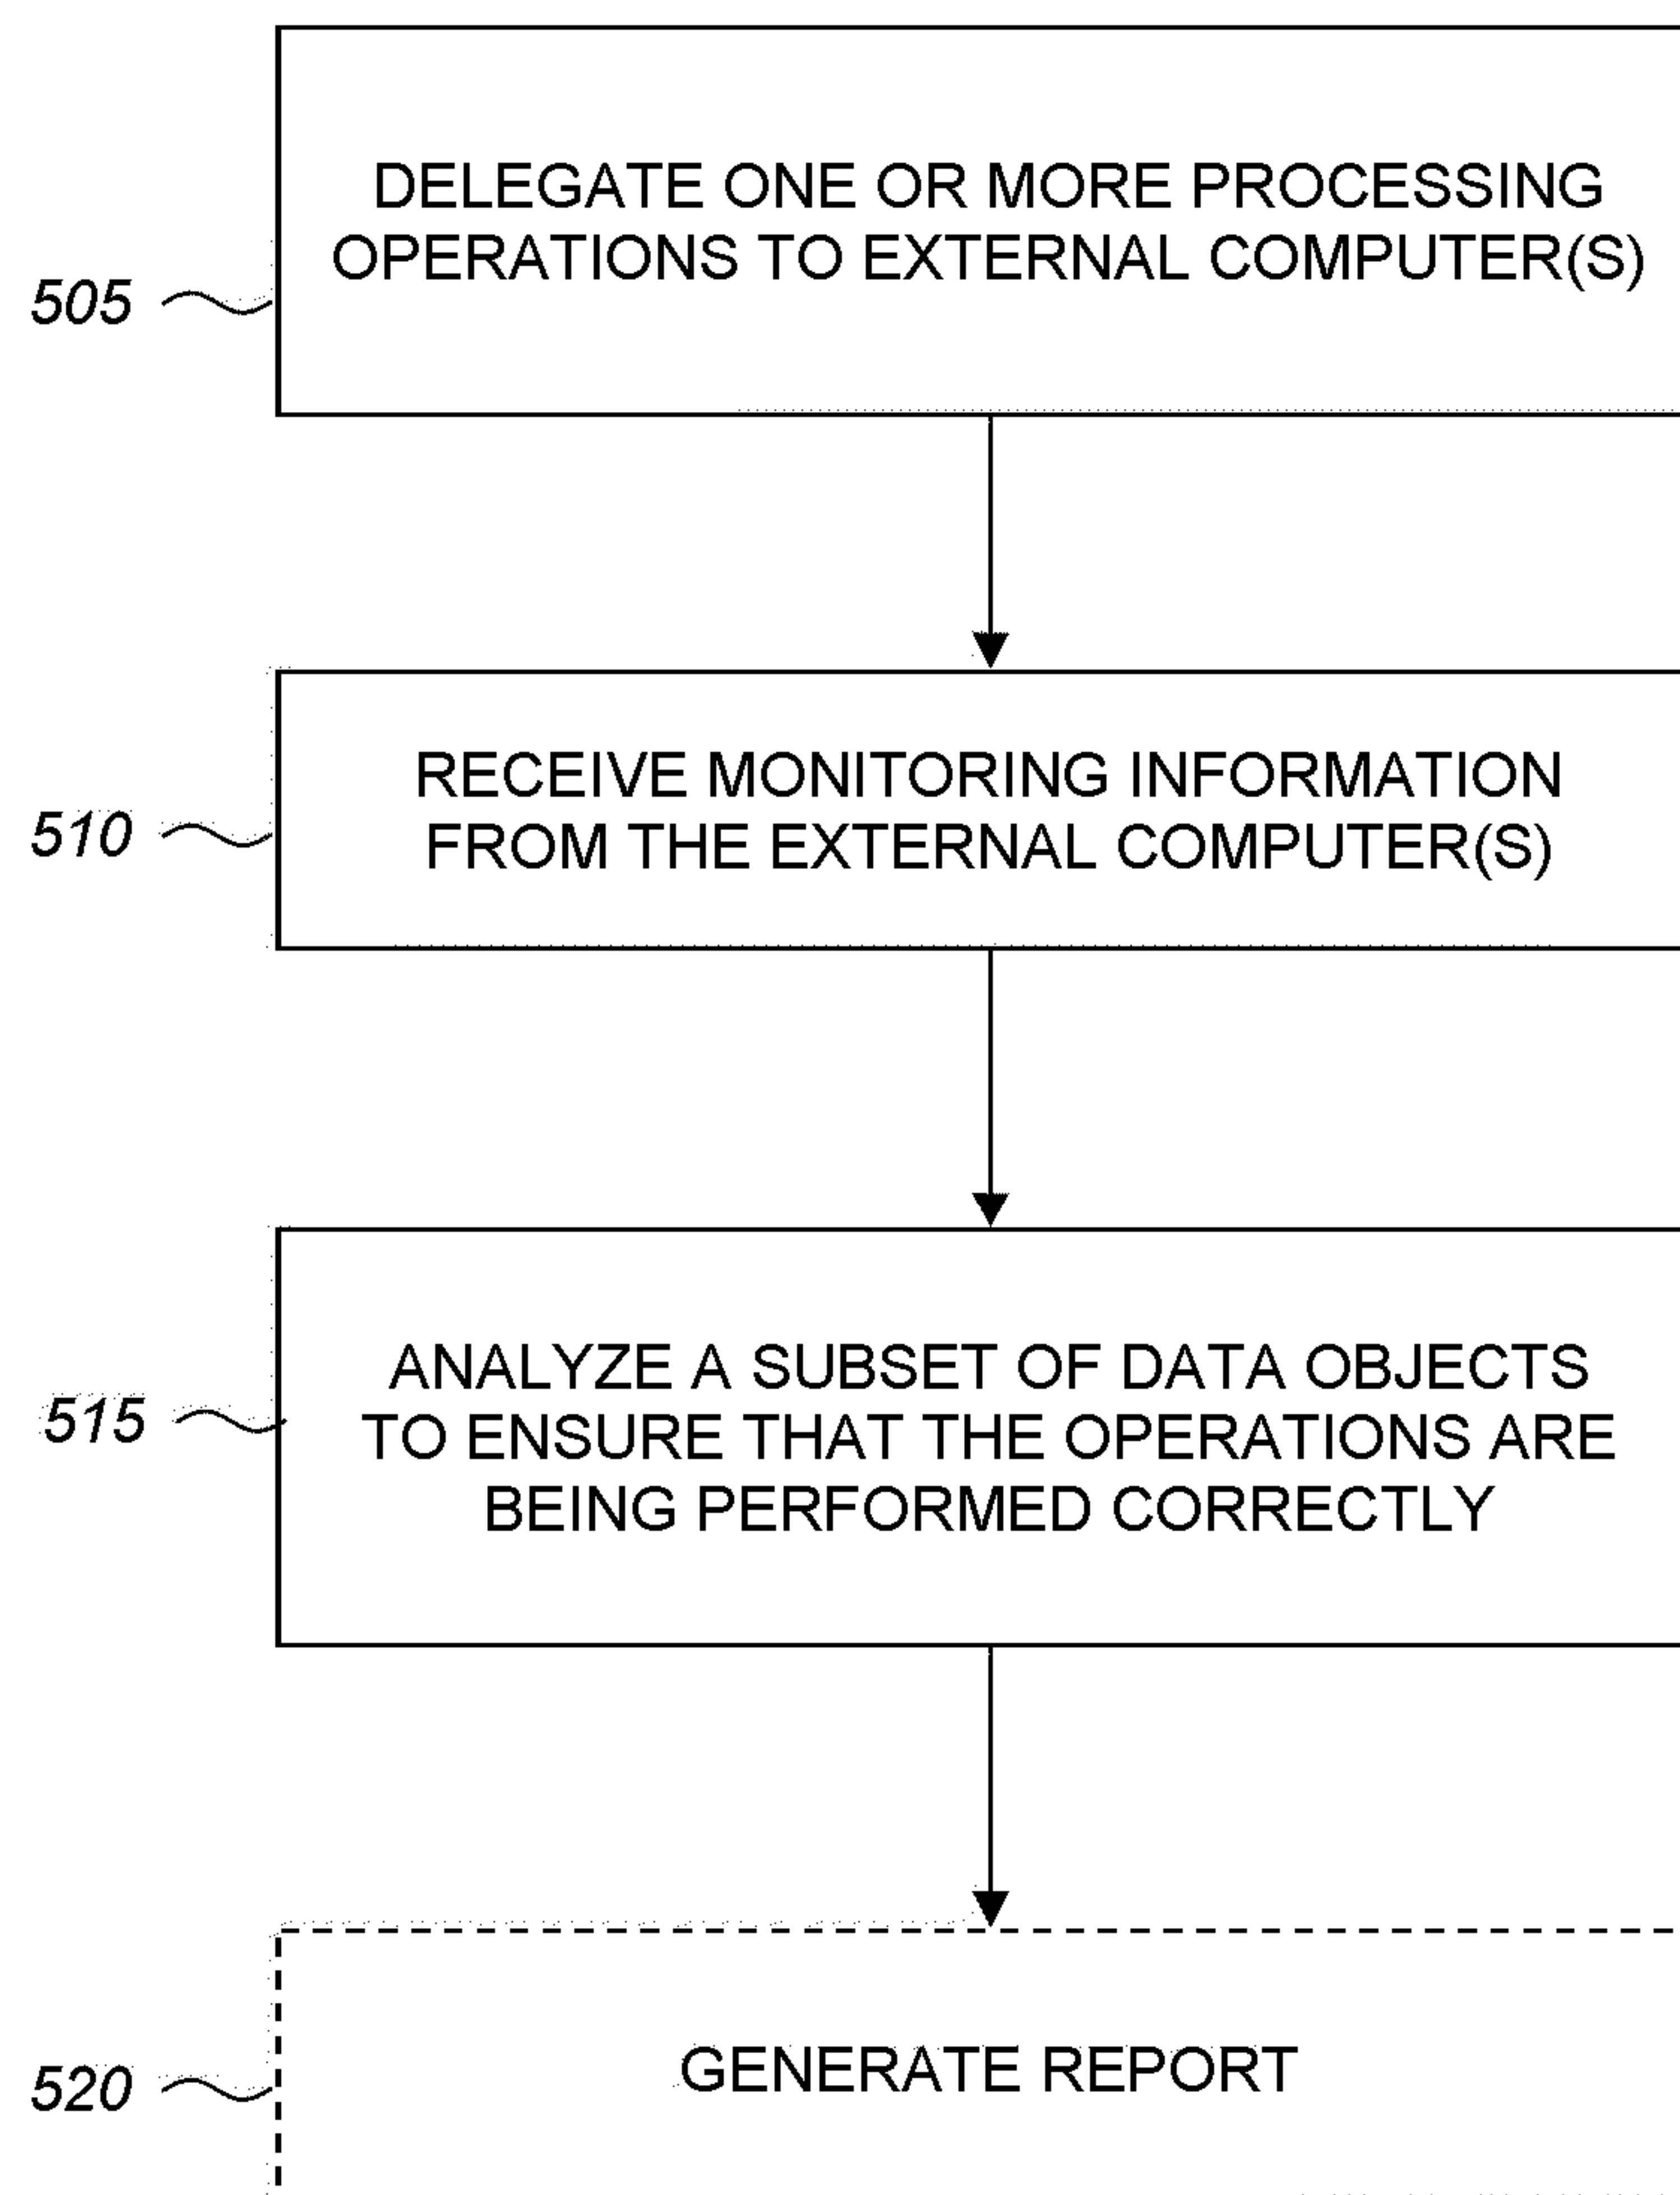 DELEGATE ONE OR MORE PROCESSING
OPERATIONS TO EXTERNAL COMPUTER(S)
505
RECEIVE MONITORING INFORMATION
FROM THE EXTERNAL COMPUTER(S)
510
ANALYZE A SUBSET OF DATA OBJECTS
TO ENSURE THAT THE OPERATIONS ARE
BEING PERFORMED CORRECTLY
515
GENERATE REPORT
520